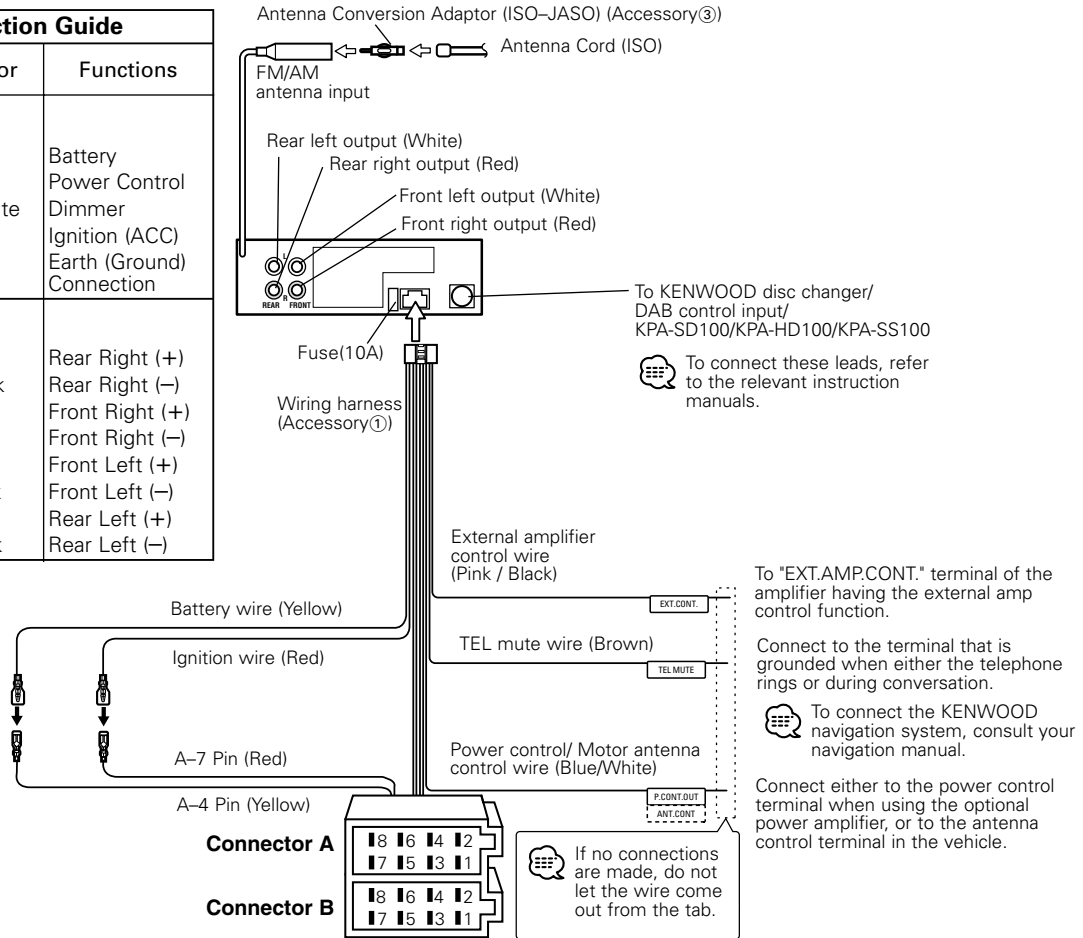 Antenna Conversion Adaptor (ISO–JASO) (Accessory③)
Antenna Cord (ISO)
FM/AM
antenna input
ction Guide
or Functions
Battery
Power Control
te Dimmer
Ignition (ACC)
Earth (Ground)
Connection
Rear Right (+)
k Rear Right (–)
Front Right (+)
Front Right (–)
Front Left (+)
k Front Left (–)
Rear Left (+)
k Rear Left (–)
Rear left output (White)
Rear right output (Red)
Front left output (White)
Front right output (Red)
L
R
REAR FRONT
Fuse(10A)
To KENWOOD disc changer/
DAB control input/
KPA-SD100/KPA-HD100/KPA-SS100
To connect these leads, refer
to the relevant instruction
manuals.
Wiring harness
(Accessory①)
External amplifier
control wire
(Pink / Black)
EXT.CONT.
To "EXT.AMP.CONT." terminal of the
amplifier having the external amp
control function.
Battery wire (Yellow)
Ignition wire (Red)
TEL mute wire (Brown)
TEL MUTE
Connect to the terminal that is
grounded when either the telephone
rings or during conversation.
To connect the KENWOOD
navigation system, consult your
navigation manual.
A–7 Pin (Red)
A–4 Pin (Yellow)
Power control/ Motor antenna
control wire (Blue/White)
P.CONT.OUT
ANT.CONT
Connect either to the power control
terminal when using the optional
power amplifier, or to the antenna
control terminal in the vehicle.
Connector A
8 6 4 2
7 5 3 1
Connector B
8 6 4 2
7 5 3 1
If no connections
are made, do not
let the wire come
out from the tab.